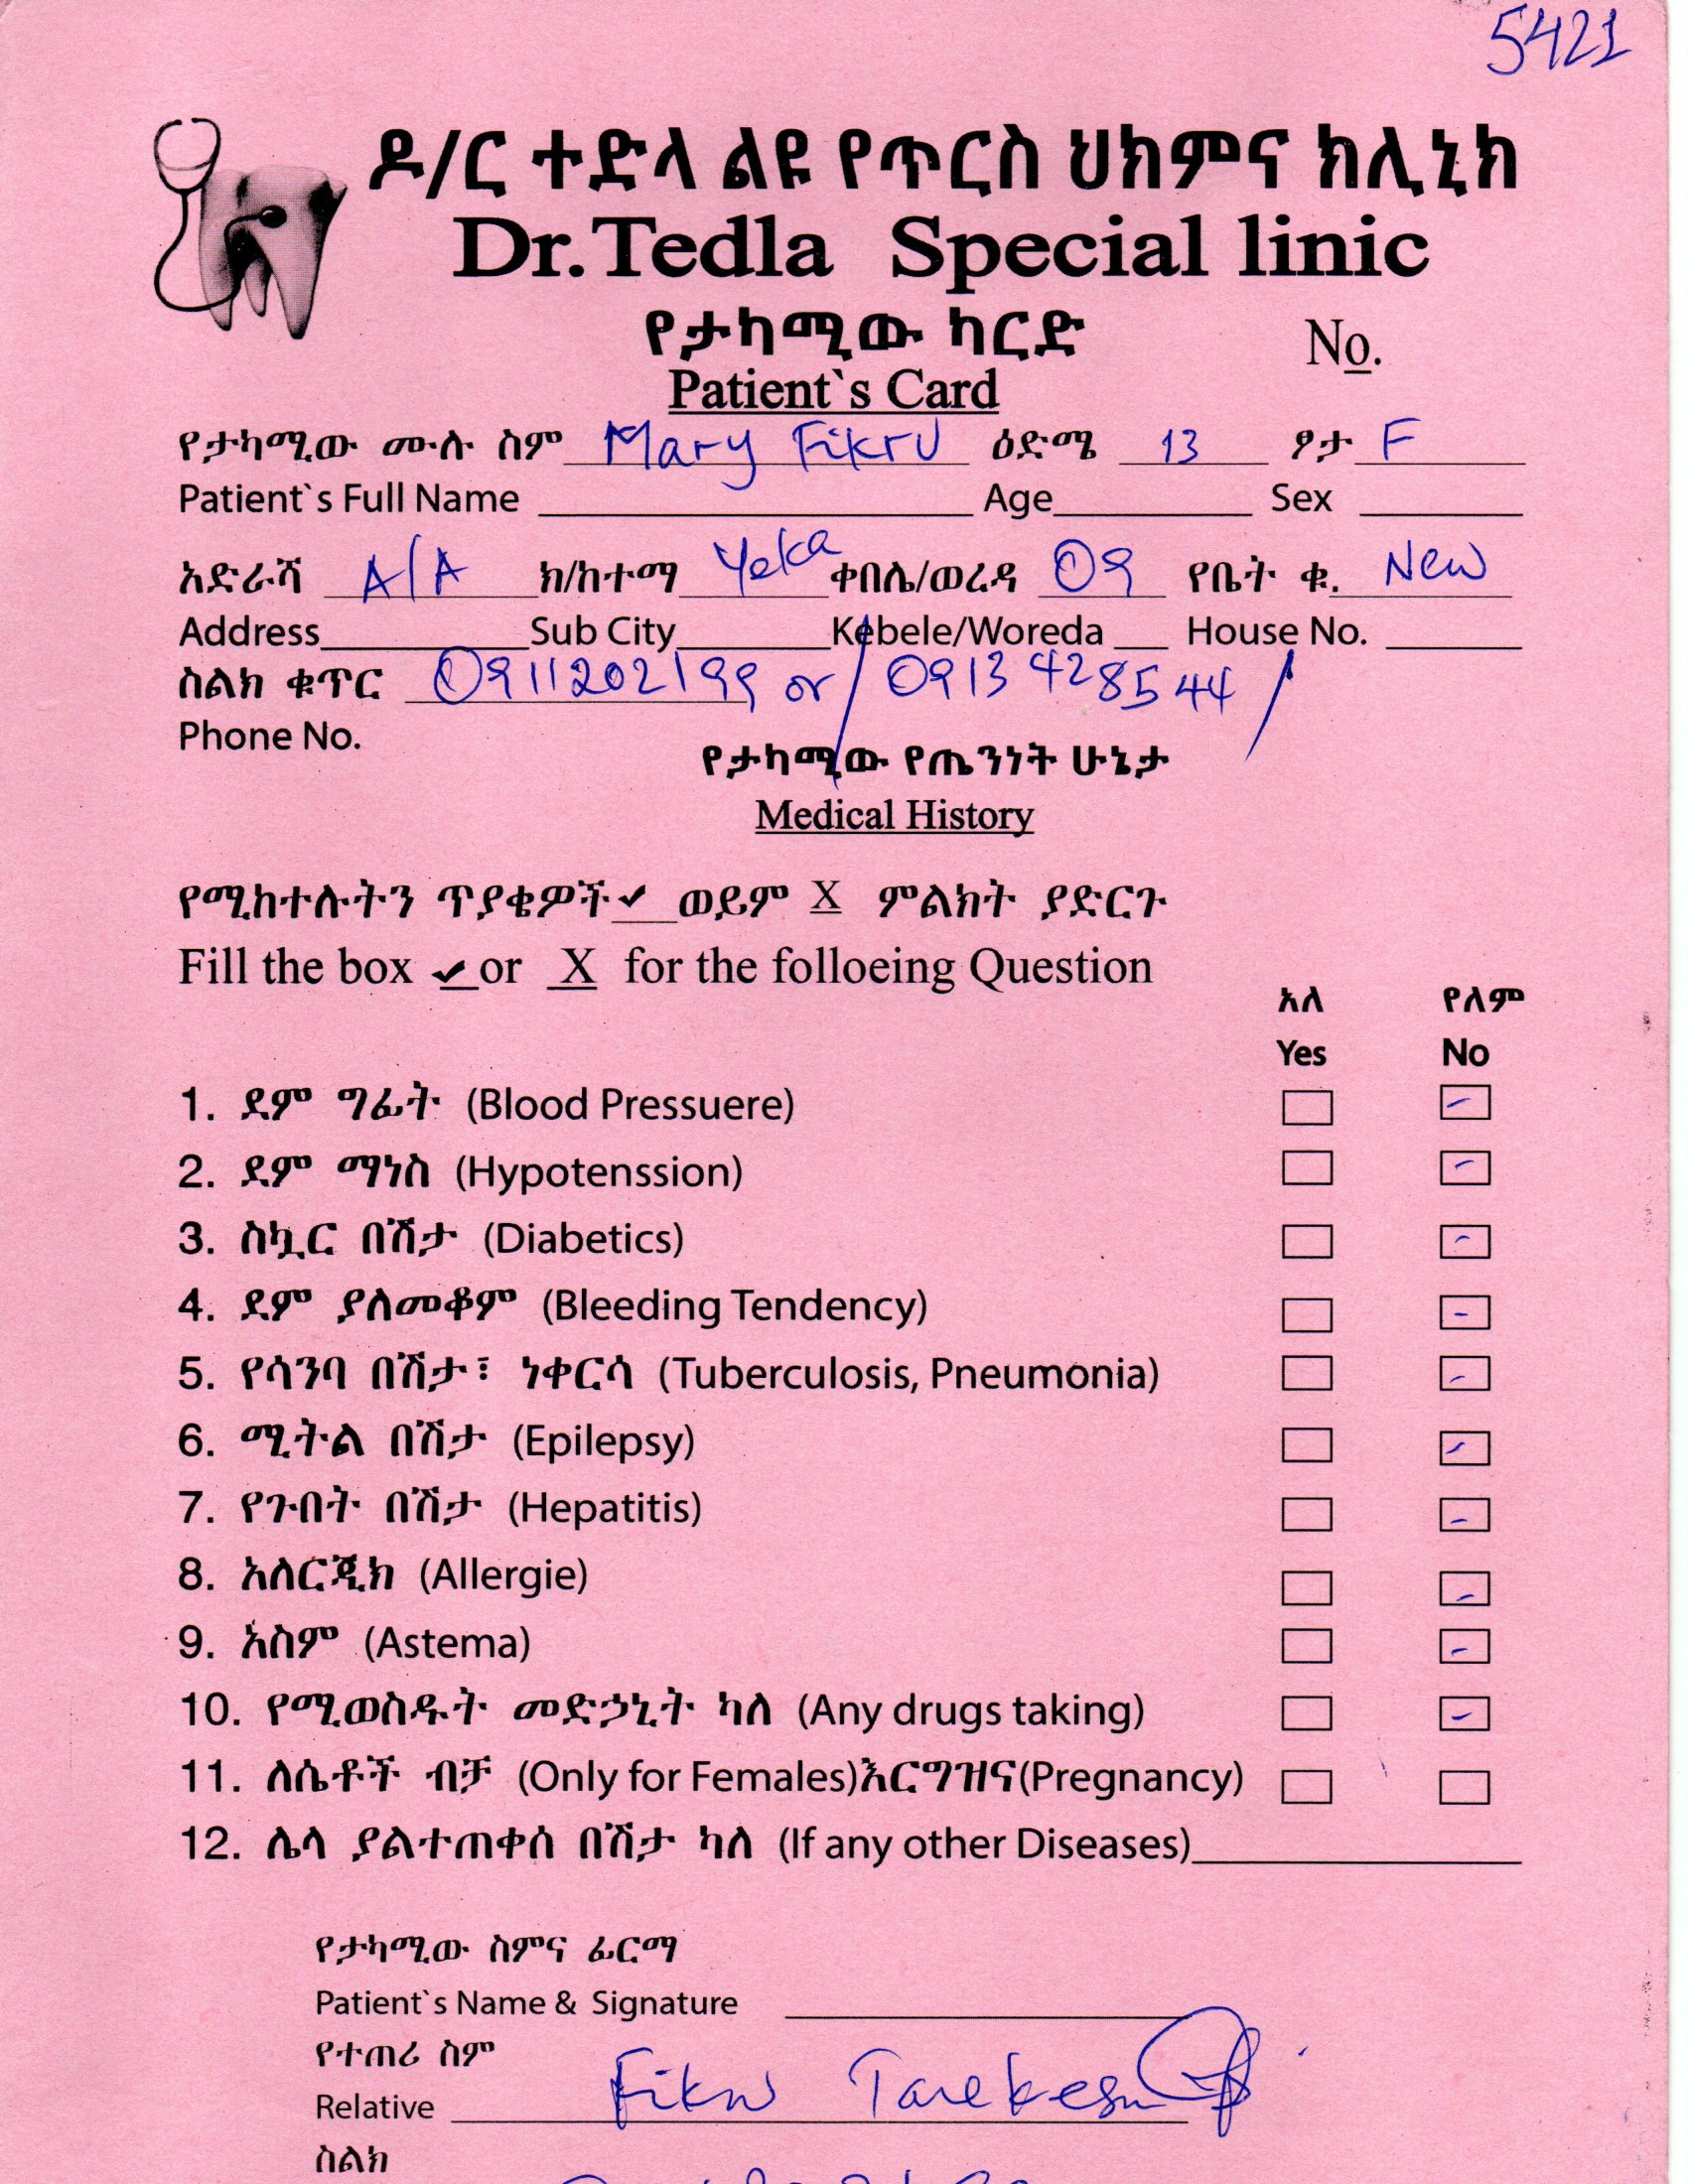 5421
ዶ/ር ተድላ ልዩ የጥርስ ህክምና ክሊኒክ
Dr.Tedla Special linic
የታካሚው ካርድ
No.
Patient`s Card
የታካሚው ሙሉ ስም Mary Fikru ዕድሜ 13 ፆታ F
Patient`s Full Name Age Sex
አድራሻ A/A ክ/ከተማ Yeka ቀበሌ/ወረዳ 09 የቤት ቁ. New
Address Sub City Kebele/Woreda House No.
ስልክ ቁጥር 0911202199 or / 0913428544 /
Phone No.
የታካሚው የጤንነት ሁኔታ
Medical History
የሚከተሉትን ጥያቄዎች ✓ ወይም X ምልክት ያድርጉ
Fill the box ✓ or X for the folloeing Question
አለ የለም
Yes No
1. ደም ግፊት (Blood Pressuere)
2. ደም ማነስ (Hypotenssion)
3. ስኳር በሽታ (Diabetics)
4. ደም ያለመቆም (Bleeding Tendency)
5. የሳንባ በሽታ፣ ነቀርሳ (Tuberculosis, Pneumonia)
6. ሚትል በሽታ (Epilepsy)
7. የጉበት በሽታ (Hepatitis)
8. አለርጂክ (Allergie)
9. አስም (Astema)
10. የሚወስዱት መድኃኒት ካለ (Any drugs taking)
11. ለሴቶች ብቻ (Only for Females)እርግዝና(Pregnancy)
12. ሌላ ያልተጠቀሰ በሽታ ካለ (If any other Diseases)
የታካሚው ስምና ፊርማ
Patient`s Name & Signature
የተጠሪ ስም
Relative Fikru
ስልክ